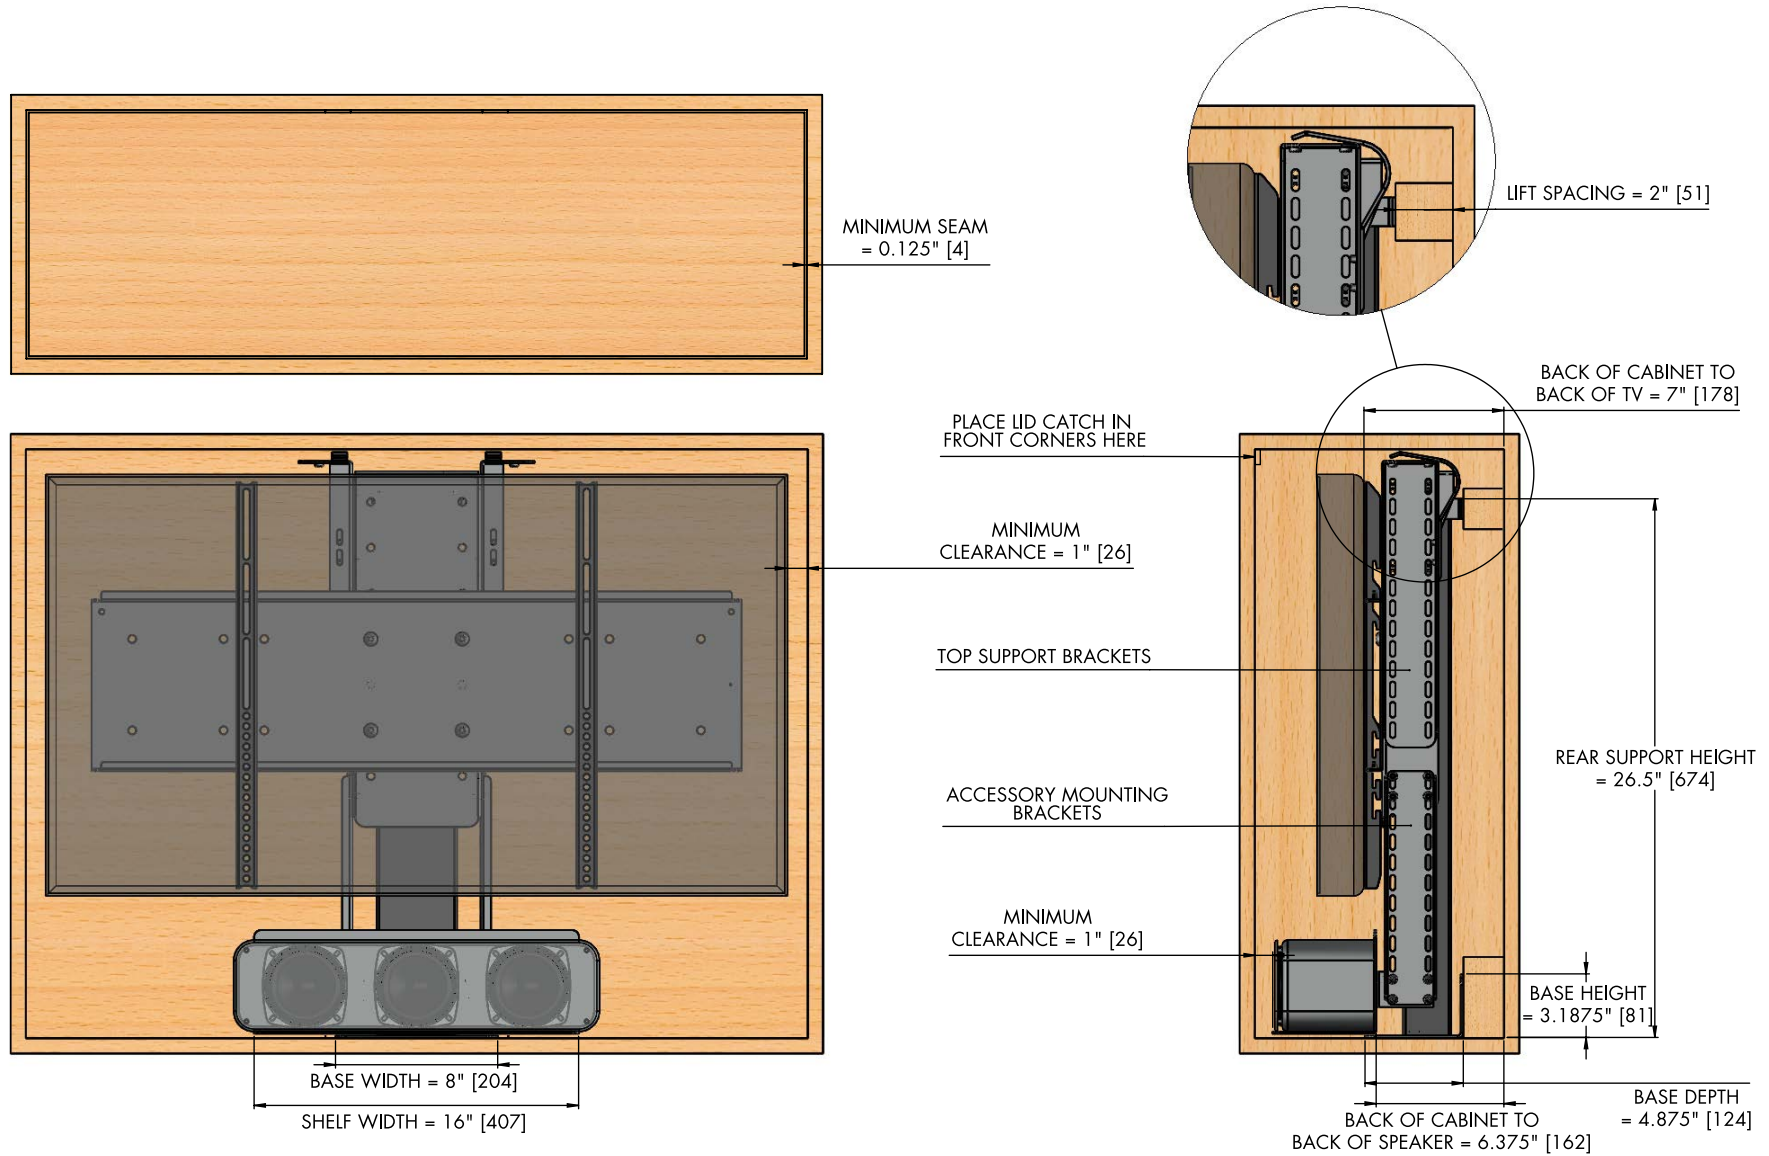 MINIMUM SEAM
= 0.125" [4]
LIFT SPACING = 2" [51]
BACK OF CABINET TO
BACK OF TV = 7" [178]
PLACE LID CATCH IN
FRONT CORNERS HERE
MINIMUM
CLEARANCE = 1" [26]
TOP SUPPORT BRACKETS
REAR SUPPORT HEIGHT
= 26.5" [674]
ACCESSORY MOUNTING
BRACKETS
MINIMUM
CLEARANCE = 1" [26]
BASE HEIGHT
= 3.1875" [81]
BASE WIDTH = 8" [204]
SHELF WIDTH = 16" [407]
BASE DEPTH
= 4.875" [124]
BACK OF CABINET TO
BACK OF SPEAKER = 6.375" [162]